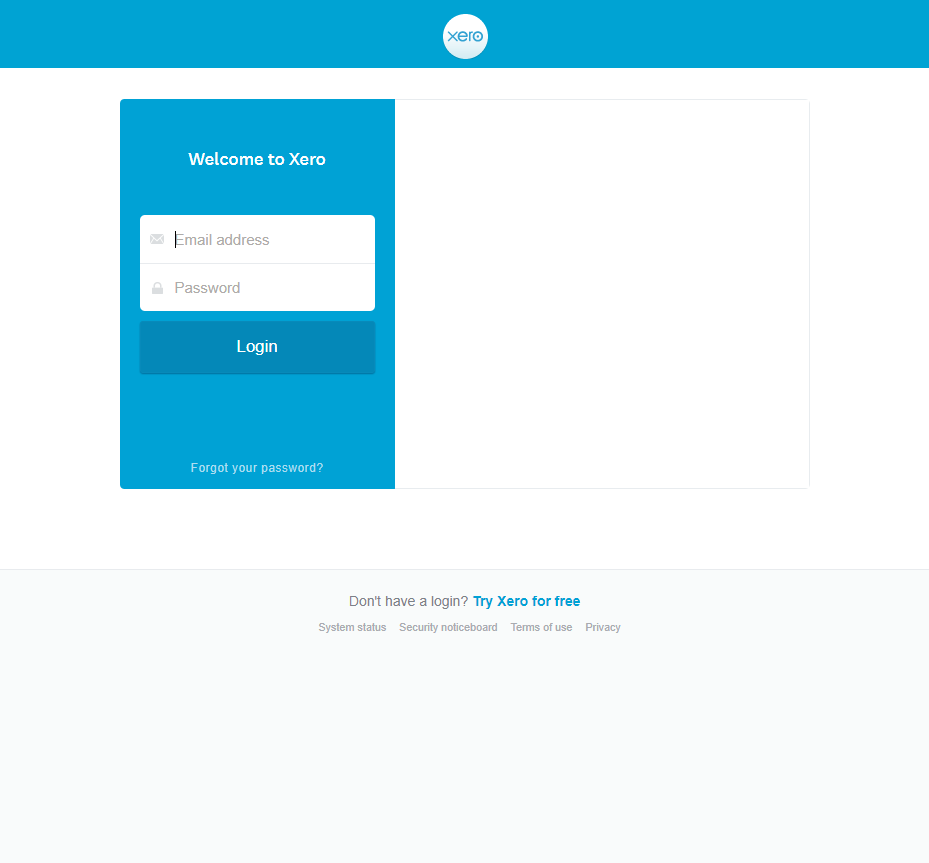 xero
Welcome to Xero
Email address
Password
Login
Forgot your password?
Don't have a login? Try Xero for free
System status Security noticeboard Terms of use Privacy